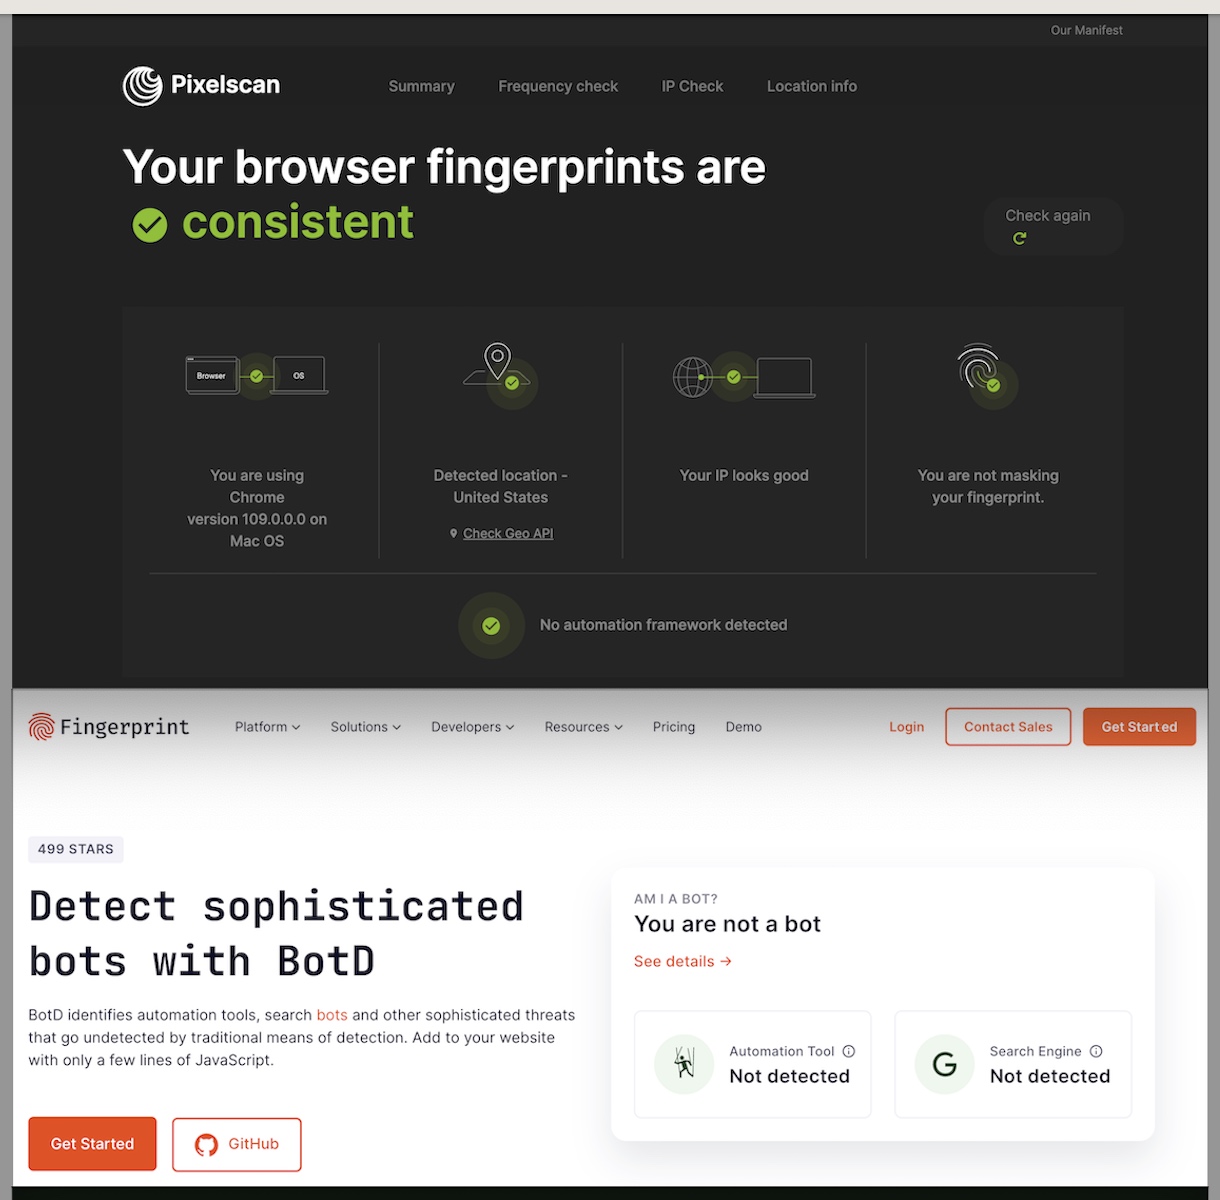 Our Manifest
Pixelscan
Summary
Frequency check
IP Check
Location info
Your browser fingerprints are
consistent
Check again
Browser
OS
You are using
Chrome
version 109.0.0.0 on
Mac OS
Detected location -
United States
Check Geo API
Your IP looks good
You are not masking
your fingerprint.
No automation framework detected
Fingerprint
Platform
Solutions
Developers
Resources
Pricing
Demo
Login
Contact Sales
Get Started
499 STARS
Detect sophisticated
bots with BotD
BotD identifies automation tools, search bots and other sophisticated threats
that go undetected by traditional means of detection. Add to your website
with only a few lines of JavaScript.
Get Started
GitHub
AM I A BOT?
You are not a bot
See details →
Automation Tool
Not detected
Search Engine
Not detected